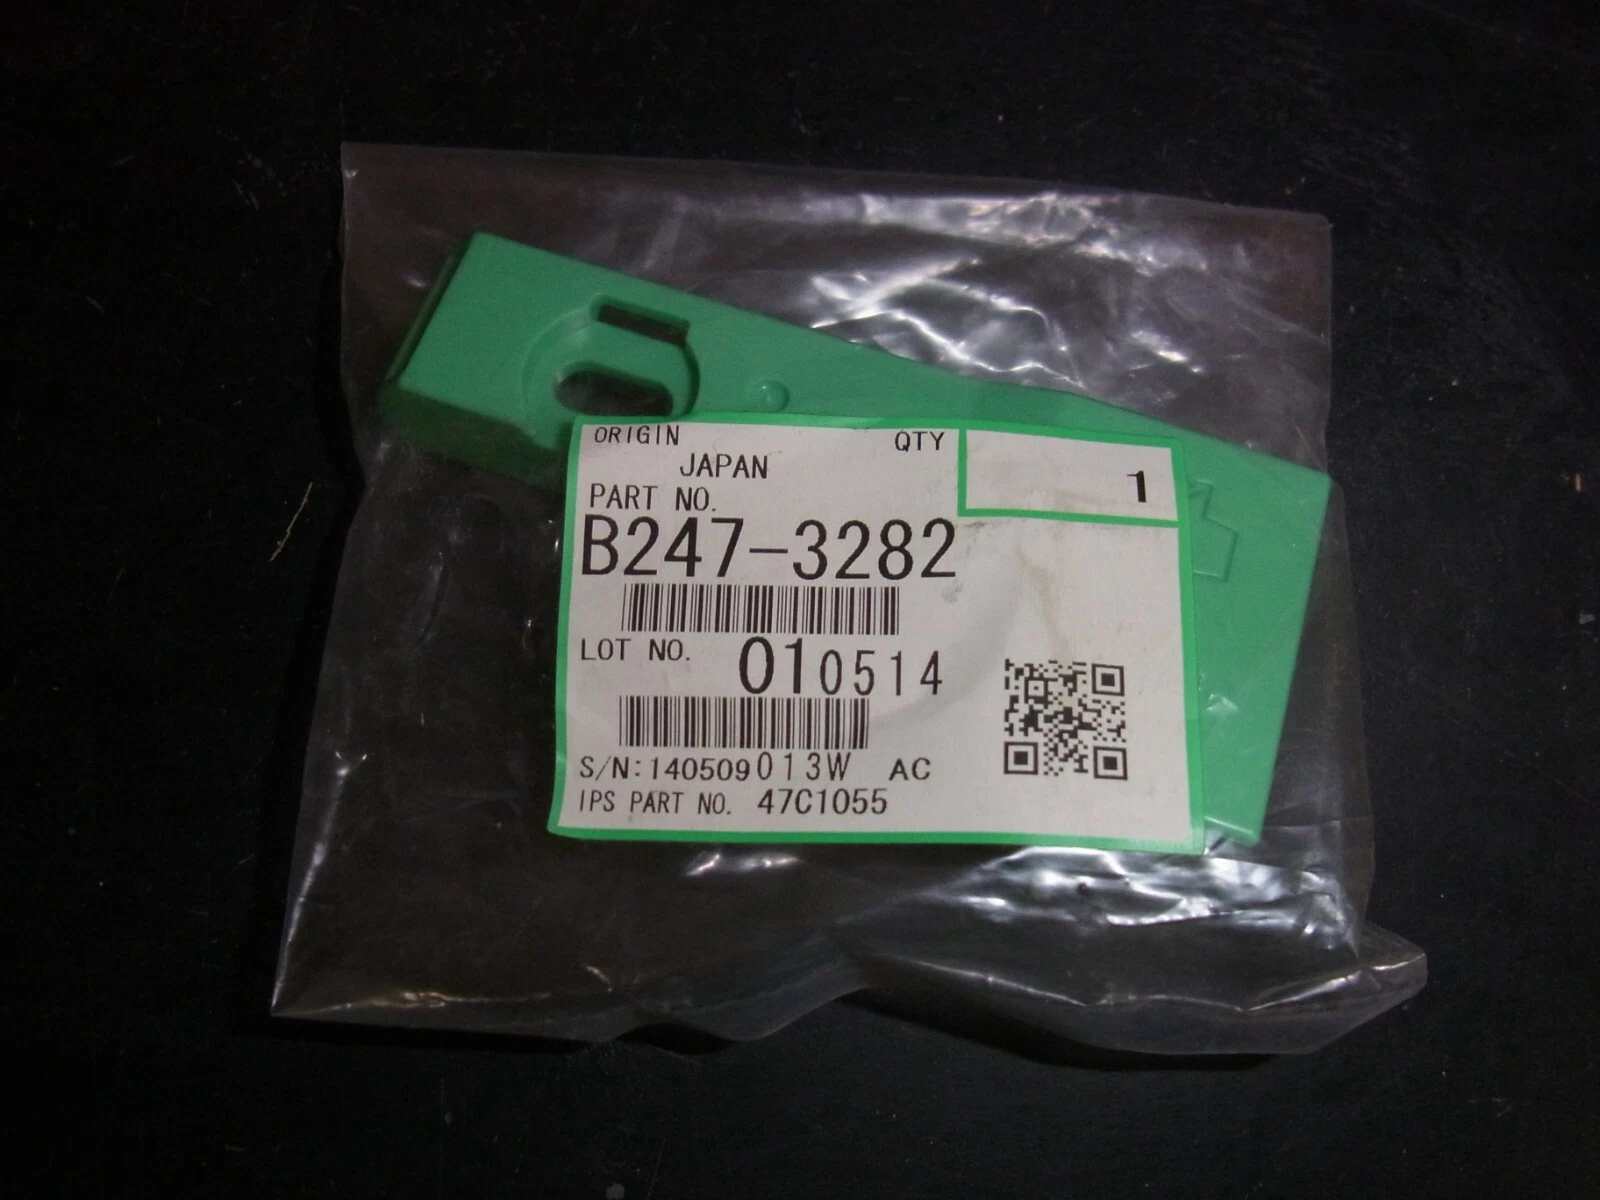 ORIGIN QTY
JAPAN 1
PART NO.
B247-3282
LOT NO. 010514
S/N:140509013W AC
IPS PART NO. 47C1055